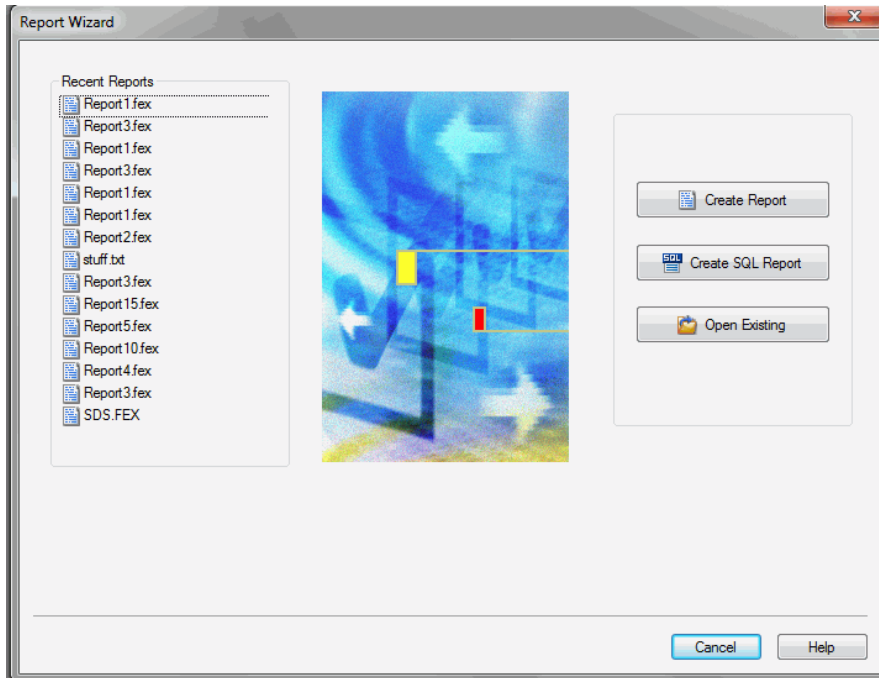 Report Wizard
Recent Reports
Report1.fex
Report3.fex
Report1.fex
Report3.fex
Report1.fex
Report1.fex
Report2.fex
stuff.txt
Report3.fex
Report15.fex
Report5.fex
Report10.fex
Report4.fex
Report3.fex
SDS.FEX
Create Report
SQL
Create SQL Report
Open Existing
Cancel
Help